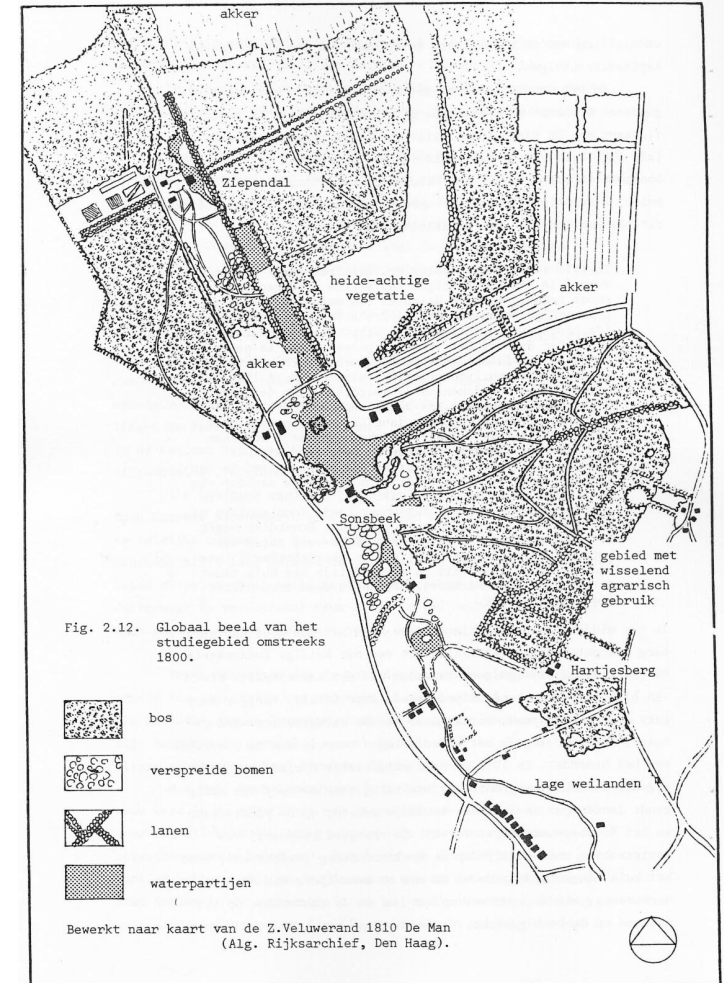 akker
Ziependal
heide-achtige
vegetatie
akker
akker
Sonsbeek
gebied met
wisselend
agrarisch
gebruik
Fig. 2.12. Globaal beeld van het
studiegebied omstreeks
1800.
Hartjesberg
bos
verspreide bomen
lage weilanden
lanen
waterpartijen
Bewerkt naar kaart van de Z.Veluwerand 1810 De Man
(Alg. Rijksarchief, Den Haag).